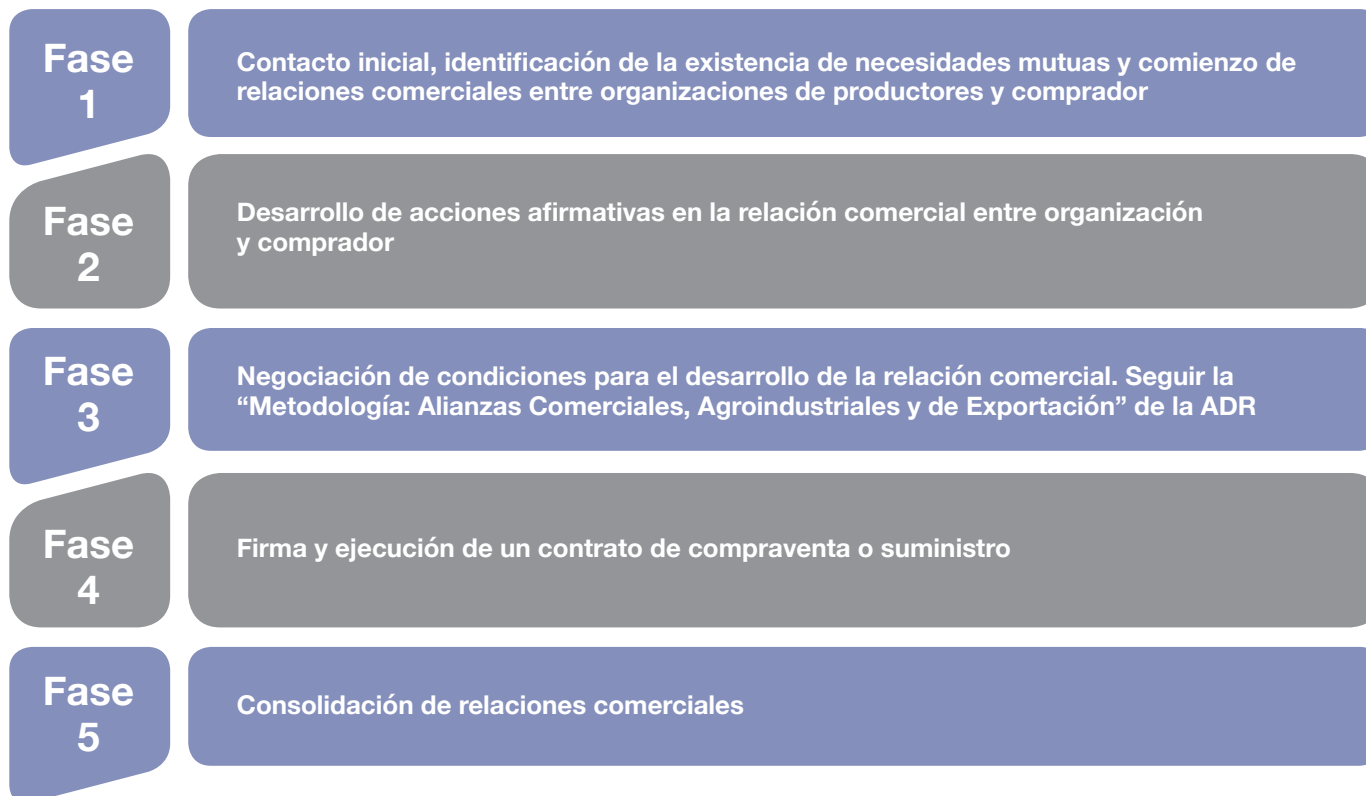 Fase
1
Contacto inicial, identificación de la existencia de necesidades mutuas y comienzo de
relaciones comerciales entre organizaciones de productores y comprador
Fase
2
Desarrollo de acciones afirmativas en la relación comercial entre organización
y comprador
Fase
3
Negociación de condiciones para el desarrollo de la relación comercial. Seguir la
“Metodología: Alianzas Comerciales, Agroindustriales y de Exportación” de la ADR
Fase
4
Firma y ejecución de un contrato de compraventa o suministro
Fase
5
Consolidación de relaciones comerciales